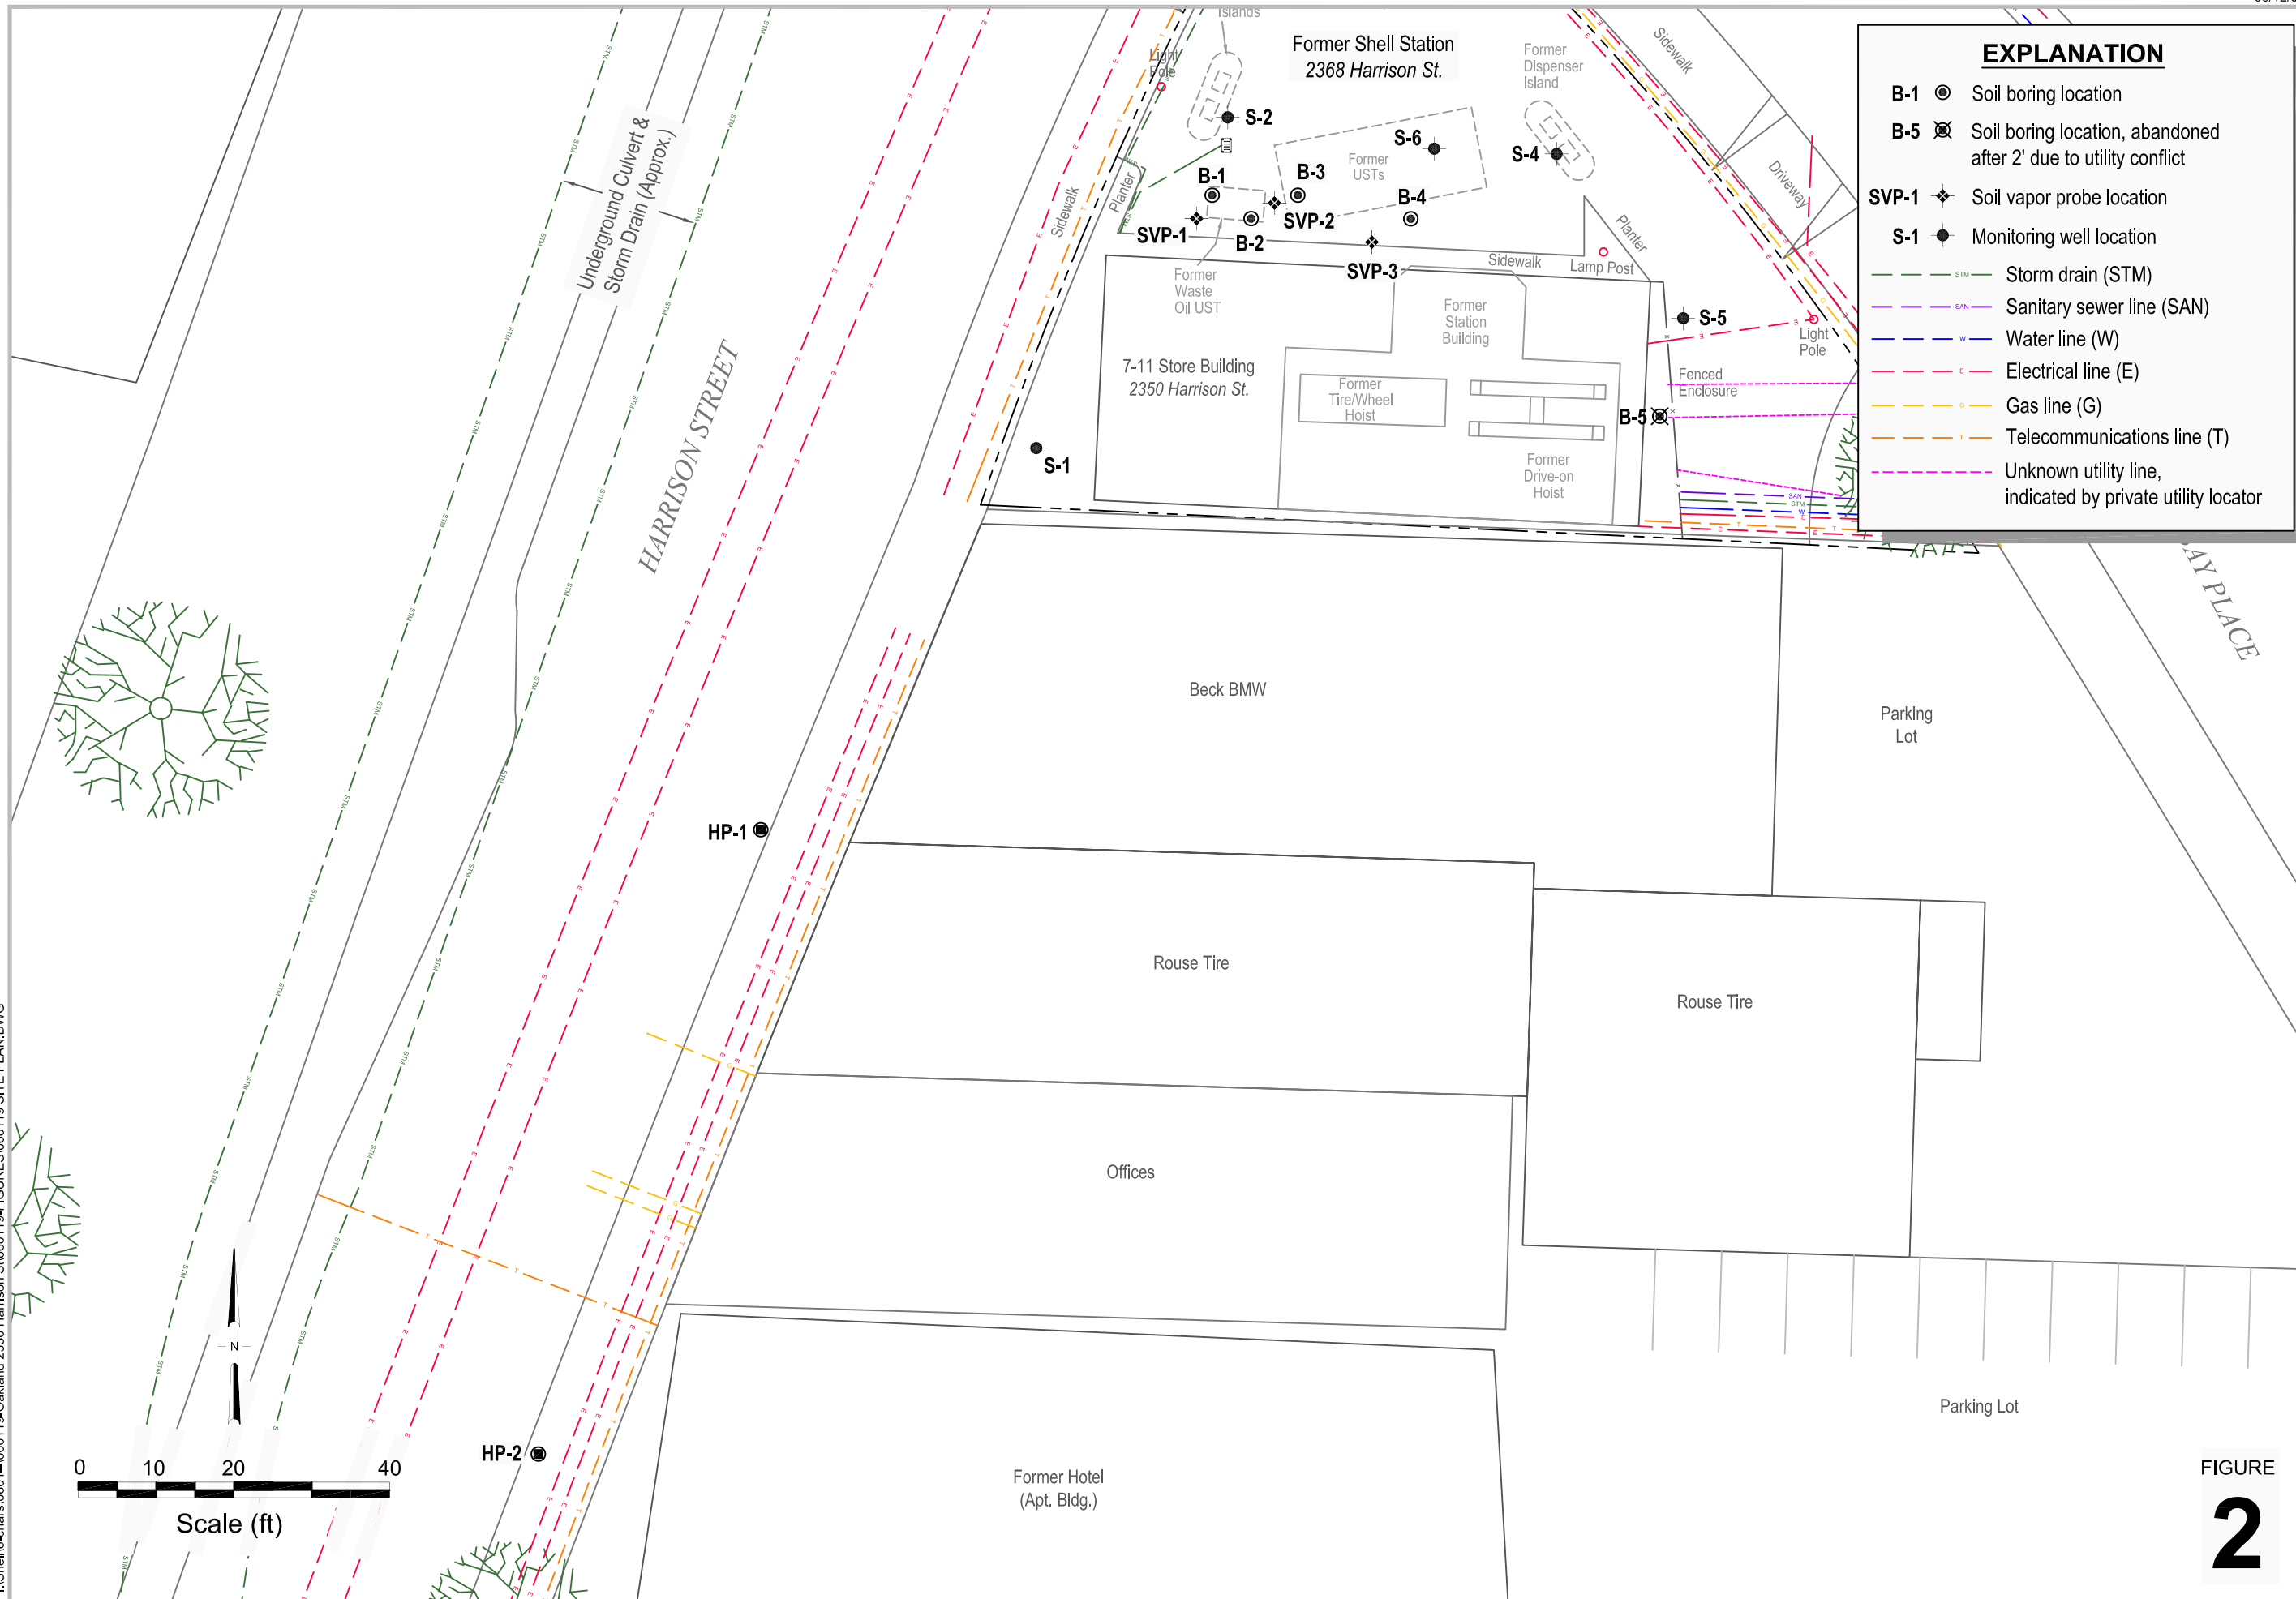 Islands
Former Shell Station
2368 Harrison St.
Former
Dispenser
Island
Sidewalk
Light
Pole
S-2
S-6
Former
USTs
S-4
Driveway
B-1
B-3
B-4
Planter
Sidewalk
SVP-1
B-2
SVP-2
SVP-3
Planter
Sidewalk
Lamp Post
Former
Waste
Oil UST
Former
Station
Building
S-5
Light
Pole
7-11 Store Building
2350 Harrison St.
Former
Tire/Wheel
Hoist
Fenced
Enclosure
B-5
S-1
Former
Drive-on
Hoist
Underground Culvert &
Storm Drain (Approx.)
HARRISON STREET
EXPLANATION
B-1 Soil boring location
B-5 Soil boring location, abandoned
after 2' due to utility conflict
SVP-1 Soil vapor probe location
S-1 Monitoring well location
STM Storm drain (STM)
SAN Sanitary sewer line (SAN)
W Water line (W)
E Electrical line (E)
G Gas line (G)
T Telecommunications line (T)
Unknown utility line,
indicated by private utility locator
AY PLACE
Beck BMW
Parking
Lot
HP-1
Rouse Tire
Rouse Tire
Offices
N
HP-2
0 10 20 40
Scale (ft)
Former Hotel
(Apt. Bldg.)
Parking Lot
FIGURE
2